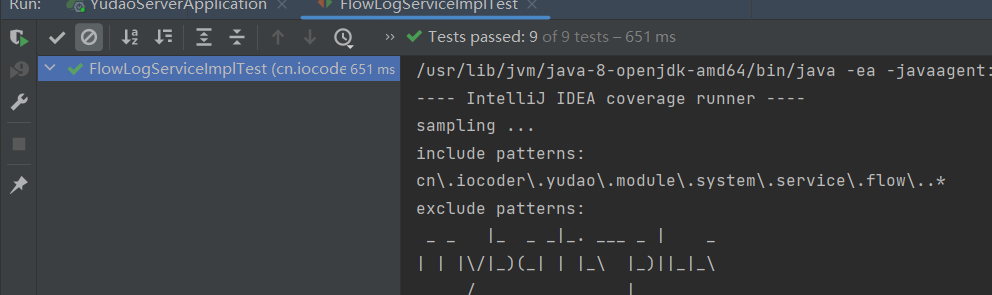 Run: YudaoServerApplication FlowLogServiceImplTest
Tests passed: 9 of 9 tests – 651 ms
FlowLogServiceImplTest (cn.iocode 651 ms
/usr/lib/jvm/java-8-openjdk-amd64/bin/java -ea -javaagent:
---- IntelliJ IDEA coverage runner ----
sampling ...
include patterns:
cn\.iocoder\.yudao\.module\.system\.service\.flow\..*
exclude patterns:
 _ _   |_  _ _|_. ___ _ |    _
| | |\/|_)(_| | |_\  |_)||_|_\
     /               |